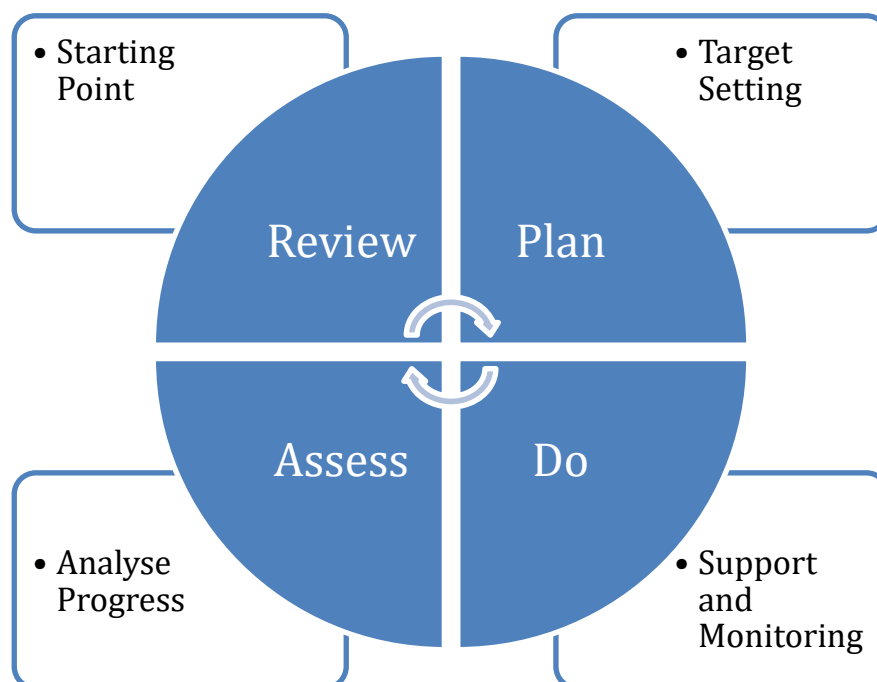 • Starting
Point
• Target
Setting
Review
Plan
Assess
Do
• Analyse
Progress
• Support
and
Monitoring